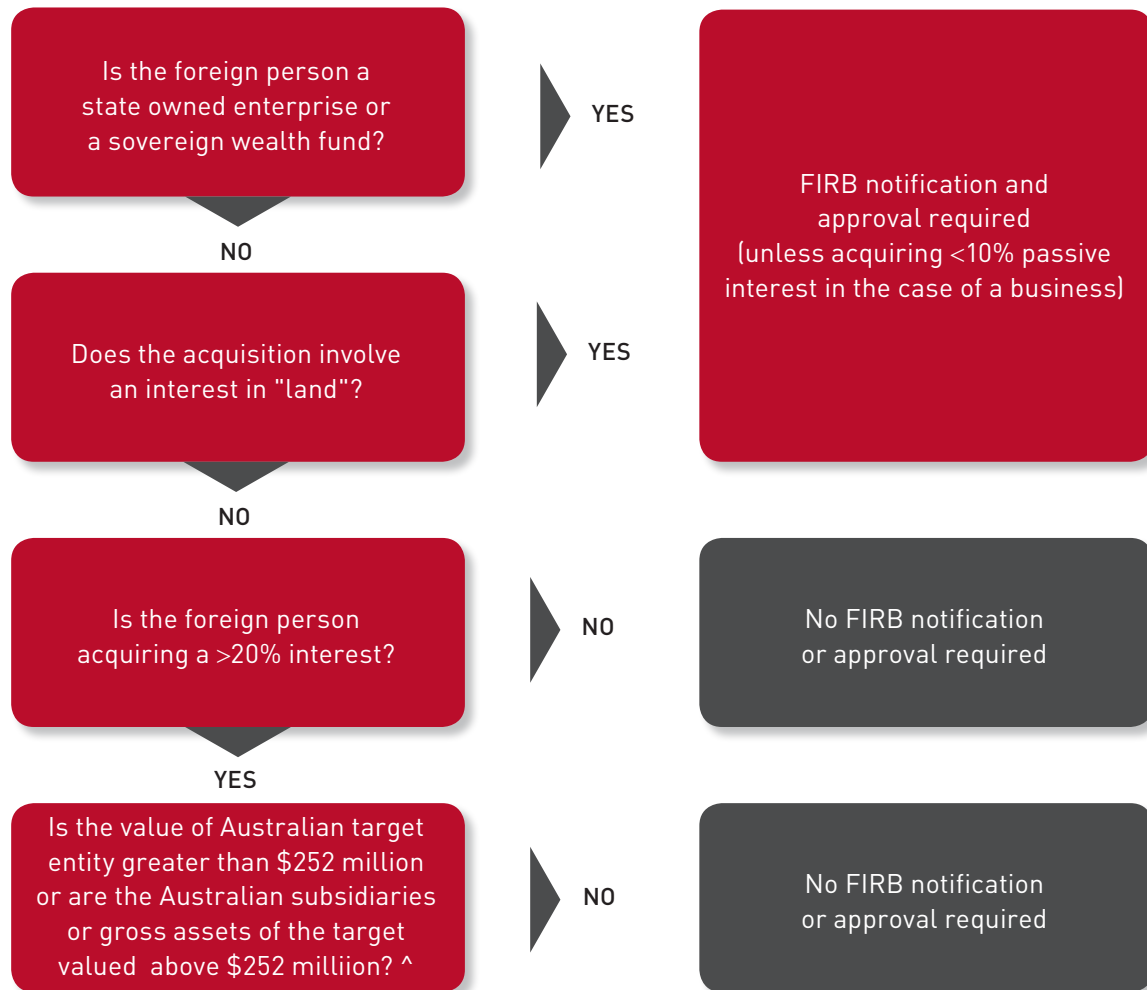 Is the foreign person a
state owned enterprise or
a sovereign wealth fund?
YES
FIRB notification and
approval required
(unless acquiring <10% passive
interest in the case of a business)
NO
Does the acquisition involve
an interest in "land"?
YES
NO
Is the foreign person
acquiring a >20% interest?
NO
No FIRB notification
or approval required
YES
Is the value of Australian target
entity greater than $252 million
or are the Australian subsidiaries
or gross assets of the target
valued above $252 milliion? ^
NO
No FIRB notification
or approval required